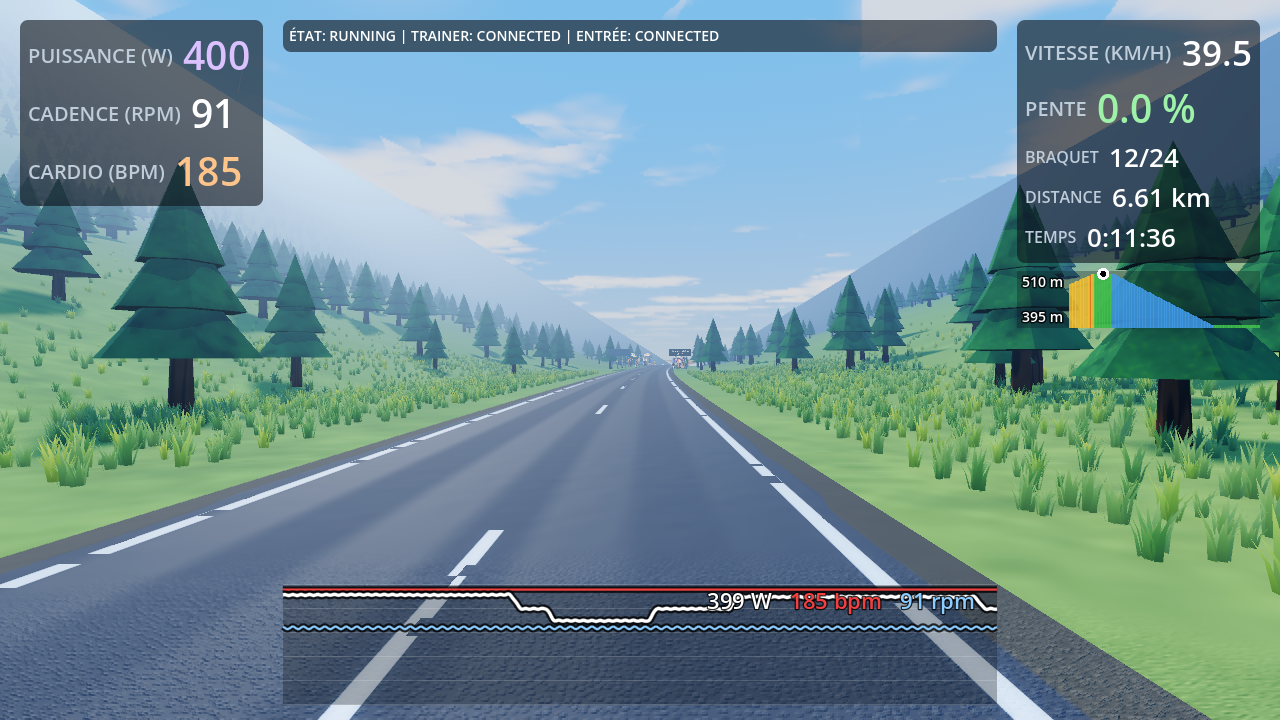 PUISSANCE (W) 400
CADENCE (RPM) 91
CARDIO (BPM) 185
ÉTAT: RUNNING | TRAINER: CONNECTED | ENTRÉE: CONNECTED
VITESSE (KM/H) 39.5
PENTE 0.0 %
BRAQUET 12/24
DISTANCE 6.61 km
TEMPS 0:11:36
510 m
395 m
399 W 185 bpm 91 rpm